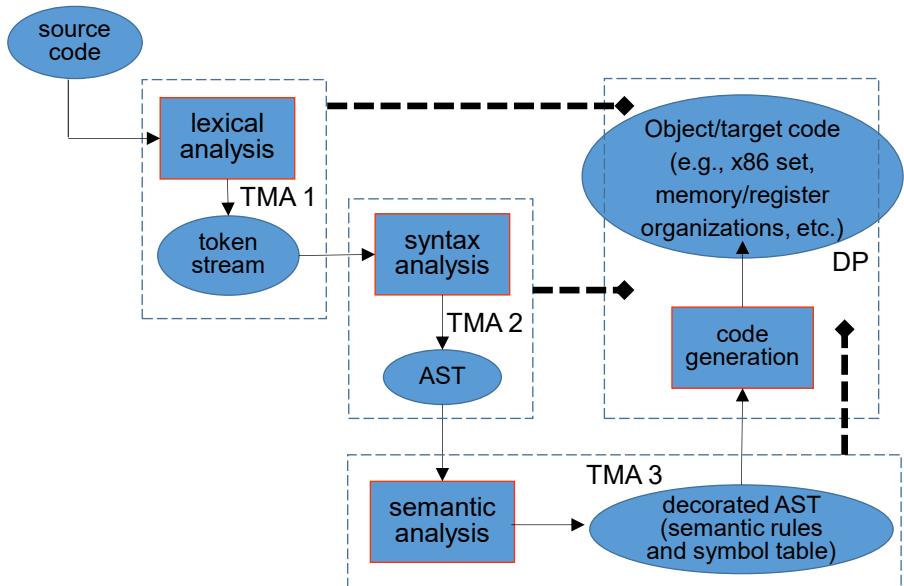 source
code
lexical
analysis
TMA 1
token
stream
syntax
analysis
TMA 2
AST
semantic
analysis
TMA 3
decorated AST
(semantic rules
and symbol table)
code
generation
DP
Object/target code
(e.g., x86 set,
memory/register
organizations, etc.)